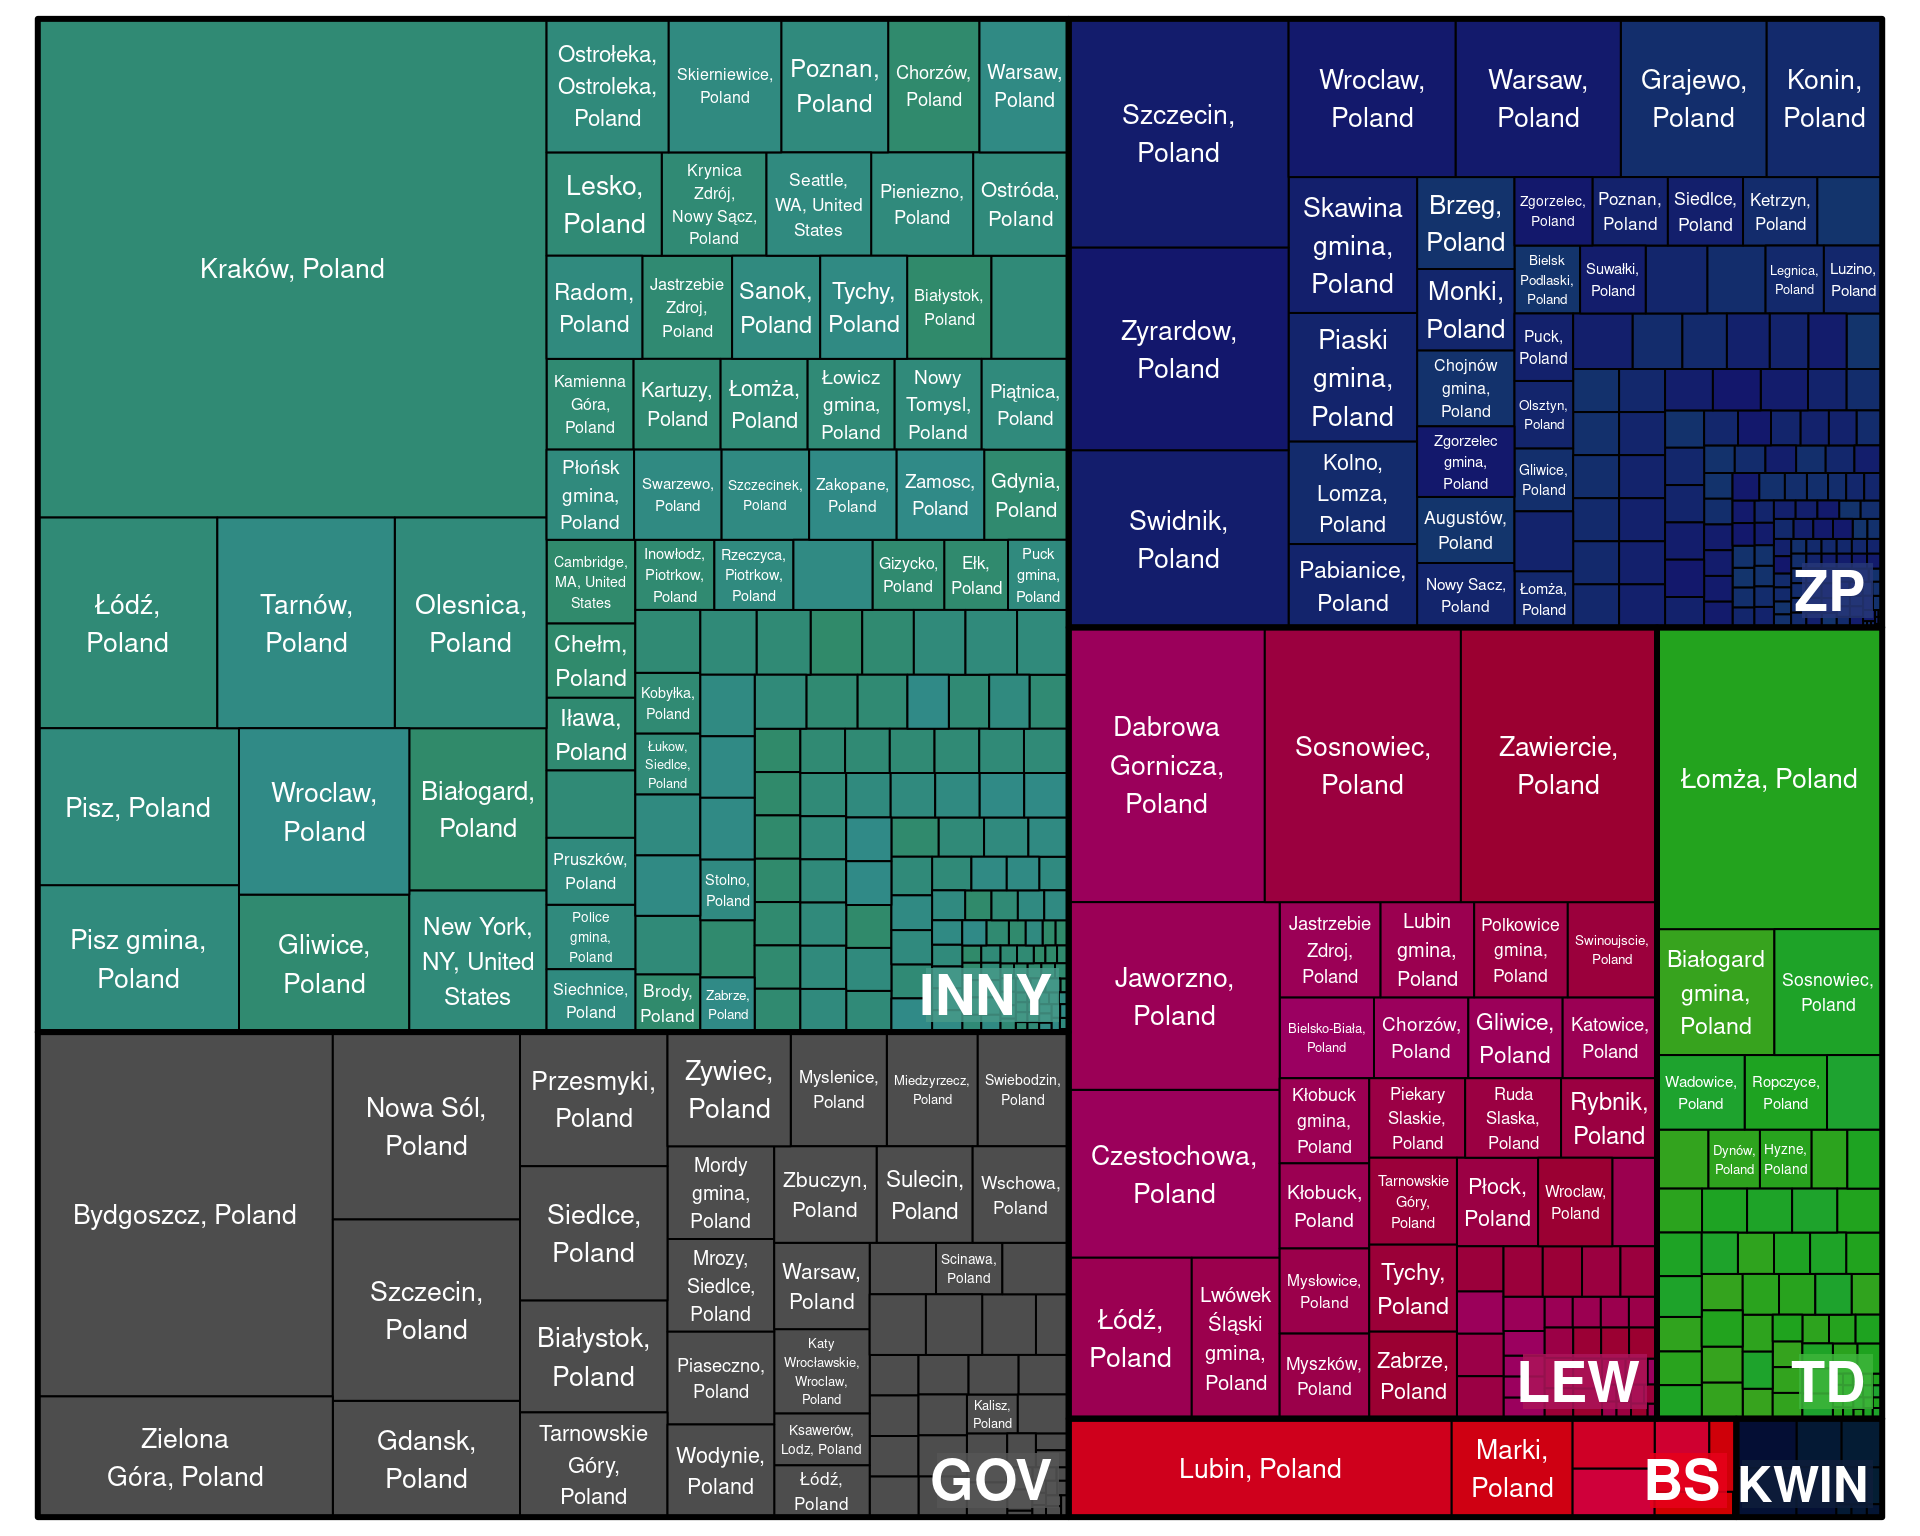 Kraków, Poland
Łódź,
Poland
Tarnów,
Poland
Olesnica,
Poland
Pisz, Poland
Wroclaw,
Poland
Białogard,
Poland
Pisz gmina,
Poland
Gliwice,
Poland
New York,
NY, United
States
Ostrołeka,
Ostroleka,
Poland
Skierniewice,
Poland
Poznan,
Poland
Chorzów,
Poland
Warsaw,
Poland
Lesko,
Poland
Krynica
Zdrój,
Nowy Sącz,
Poland
Seattle,
WA, United
States
Pieniezno,
Poland
Ostróda,
Poland
Radom,
Poland
Jastrzebie
Zdroj,
Poland
Sanok,
Poland
Tychy,
Poland
Białystok,
Poland
Kamienna
Góra,
Poland
Kartuzy,
Poland
Łomża,
Poland
Łowicz
gmina,
Poland
Nowy
Tomysl,
Poland
Piątnica,
Poland
Płońsk
gmina,
Poland
Swarzewo,
Poland
Szczecinek,
Poland
Zakopane,
Poland
Zamosc,
Poland
Gdynia,
Poland
Cambridge,
MA, United
States
Inowłodz,
Piotrkow,
Poland
Rzeczyca,
Piotrkow,
Poland
Gizycko,
Poland
Ełk,
Poland
Puck
gmina,
Poland
Chełm,
Poland
Kobyłka,
Poland
Iława,
Poland
Łukow,
Siedlce,
Poland
Pruszków,
Poland
Stolno,
Poland
Police
gmina,
Poland
Siechnice,
Poland
Brody,
Poland
Zabrze,
Poland
INNY
Bydgoszcz, Poland
Zielona
Góra, Poland
Nowa Sól,
Poland
Szczecin,
Poland
Gdansk,
Poland
Przesmyki,
Poland
Siedlce,
Poland
Białystok,
Poland
Tarnowskie
Góry,
Poland
Zywiec,
Poland
Myslenice,
Poland
Miedzyrzecz,
Poland
Swiebodzin,
Poland
Mordy
gmina,
Poland
Zbuczyn,
Poland
Sulecin,
Poland
Wschowa,
Poland
Mrozy,
Siedlce,
Poland
Warsaw,
Poland
Scinawa,
Poland
Piaseczno,
Poland
Katy
Wrocławskie,
Wroclaw,
Poland
Kalisz,
Poland
Wodynie,
Poland
Ksawerów,
Lodz, Poland
Łódź,
Poland
GOV
Szczecin,
Poland
Zyrardow,
Poland
Swidnik,
Poland
Wroclaw,
Poland
Warsaw,
Poland
Grajewo,
Poland
Konin,
Poland
Skawina
gmina,
Poland
Brzeg,
Poland
Zgorzelec,
Poland
Poznan,
Poland
Siedlce,
Poland
Ketrzyn,
Poland
Bielsk
Podlaski,
Poland
Suwałki,
Poland
Legnica,
Poland
Luzino,
Poland
Monki,
Poland
Piaski
gmina,
Poland
Puck,
Poland
Chojnów
gmina,
Poland
Olsztyn,
Poland
Kolno,
Lomza,
Poland
Zgorzelec
gmina,
Poland
Gliwice,
Poland
Augustów,
Poland
Pabianice,
Poland
Nowy Sacz,
Poland
Łomża,
Poland
ZP
Dabrowa
Gornicza,
Poland
Sosnowiec,
Poland
Zawiercie,
Poland
Jaworzno,
Poland
Czestochowa,
Poland
Łódź,
Poland
Lwówek
Śląski
gmina,
Poland
Jastrzebie
Zdroj,
Poland
Lubin
gmina,
Poland
Polkowice
gmina,
Poland
Swinoujscie,
Poland
Bielsko-Biała,
Poland
Chorzów,
Poland
Gliwice,
Poland
Katowice,
Poland
Kłobuck
gmina,
Poland
Piekary
Slaskie,
Poland
Ruda
Slaska,
Poland
Rybnik,
Poland
Kłobuck,
Poland
Tarnowskie
Góry,
Poland
Płock,
Poland
Wroclaw,
Poland
Mysłowice,
Poland
Tychy,
Poland
Myszków,
Poland
Zabrze,
Poland
LEW
Łomża, Poland
Białogard
gmina,
Poland
Sosnowiec,
Poland
Wadowice,
Poland
Ropczyce,
Poland
Dynów,
Poland
Hyzne,
Poland
TD
Lubin, Poland
Marki,
Poland
BS
KWIN